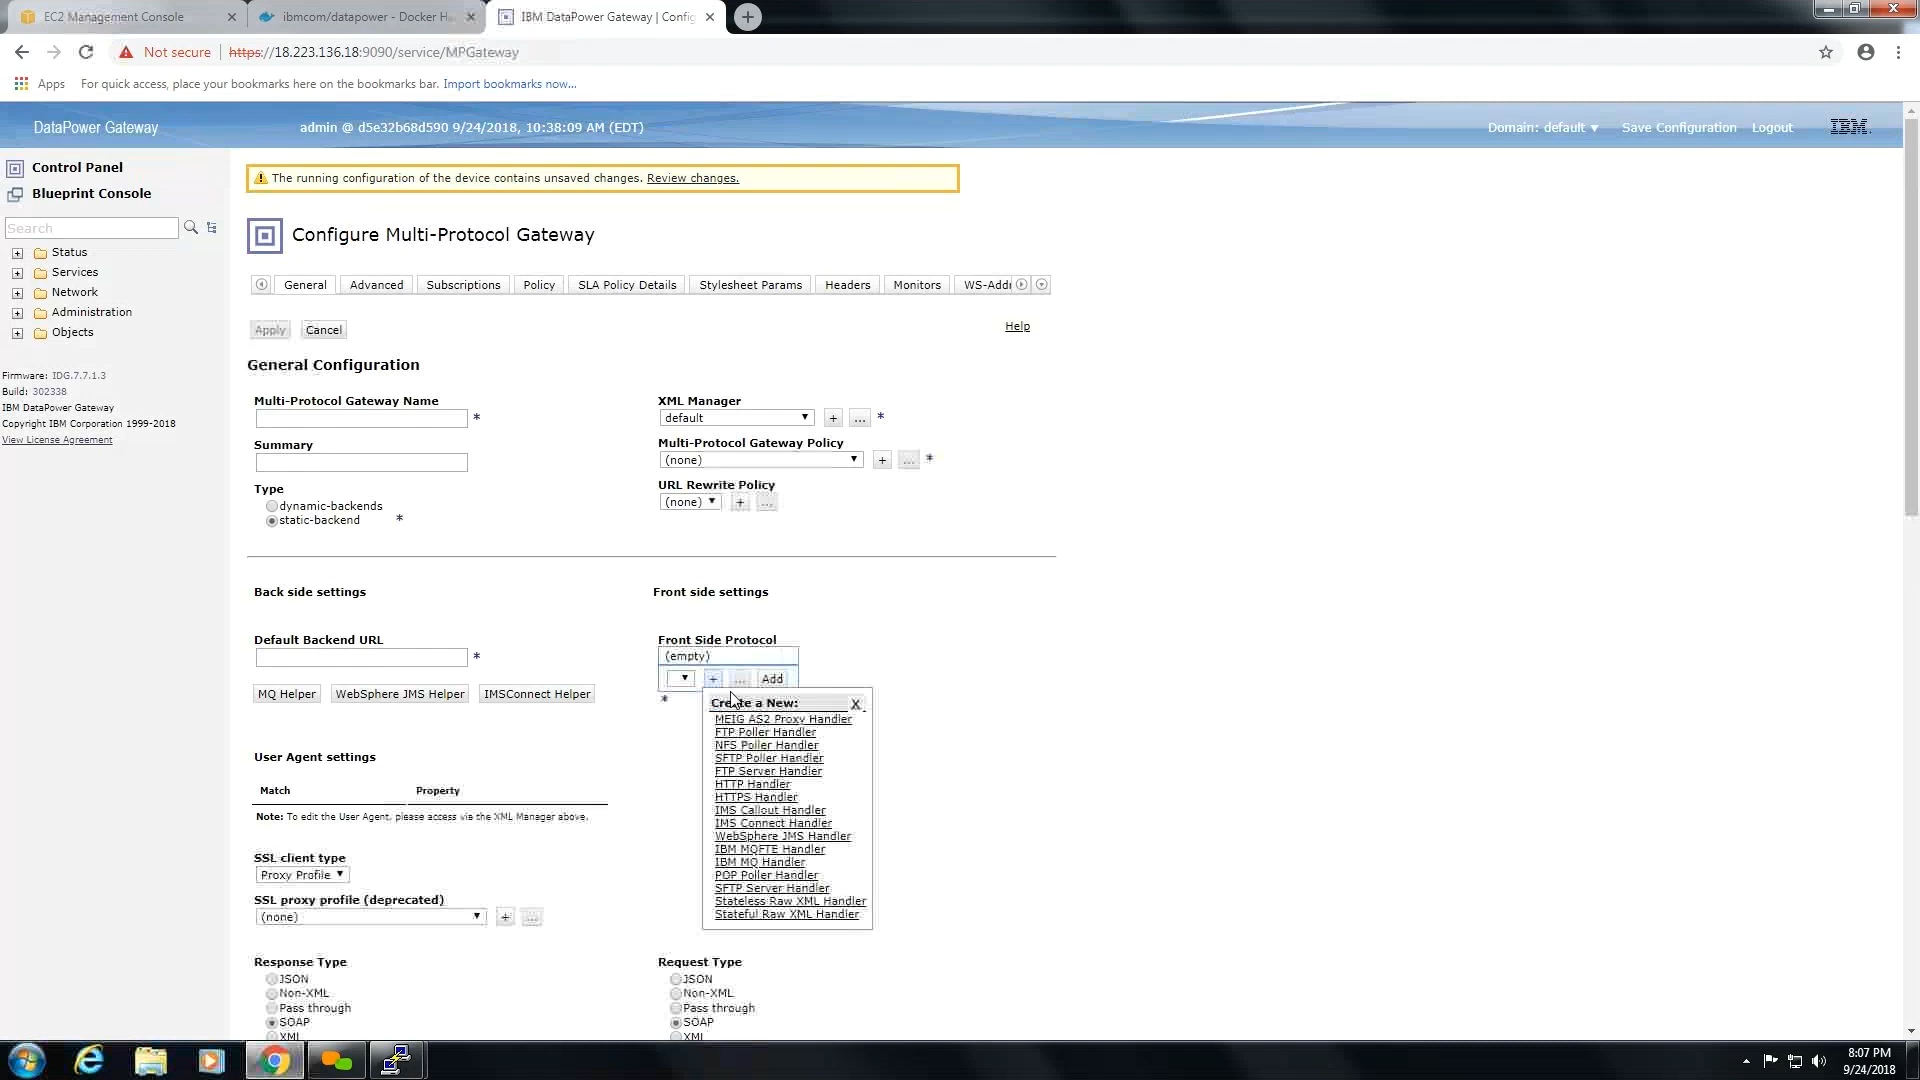 EC2 Management Console
ibmcom/datapower - Docker H
IBM DataPower Gateway | Config
Not secure
https://18.223.136.18:9090/service/MPGateway
Apps
For quick access, place your bookmarks here on the bookmarks bar. Import bookmarks now...
DataPower Gateway
admin @ d5e32b68d590 9/24/2018, 10:38:09 AM (EDT)
Domain: default
Save Configuration
Logout
IBM.
Control Panel
Blueprint Console
Search
Status
Services
Network
Administration
Objects
Firmware: IDG.7.7.1.3
Build: 302338
IBM DataPower Gateway
Copyright IBM Corporation 1999-2018
View License Agreement
The running configuration of the device contains unsaved changes. Review changes.
Configure Multi-Protocol Gateway
General
Advanced
Subscriptions
Policy
SLA Policy Details
Stylesheet Params
Headers
Monitors
WS-Addr
Apply
Cancel
Help
General Configuration
Multi-Protocol Gateway Name
*
Summary
Type
dynamic-backends
static-backend *
XML Manager
default + ... *
Multi-Protocol Gateway Policy
(none) + ... *
URL Rewrite Policy
(none) + ...
Back side settings
Default Backend URL
*
MQ Helper
WebSphere JMS Helper
IMSConnect Helper
Front side settings
Front Side Protocol
(empty)
+ ... Add
*
Create a New: X
MEIG AS2 Proxy Handler
FTP Poller Handler
NFS Poller Handler
SFTP Poller Handler
FTP Server Handler
HTTP Handler
HTTPS Handler
IMS Callout Handler
IMS Connect Handler
WebSphere JMS Handler
IBM MQFTE Handler
IBM MQ Handler
POP Poller Handler
SFTP Server Handler
Stateless Raw XML Handler
Stateful Raw XML Handler
User Agent settings
Match
Property
Note: To edit the User Agent, please access via the XML Manager above.
SSL client type
Proxy Profile
SSL proxy profile (deprecated)
(none) + ...
Response Type
JSON
Non-XML
Pass through
SOAP
XML
Request Type
JSON
Non-XML
Pass through
SOAP
XML
8:07 PM
9/24/2018